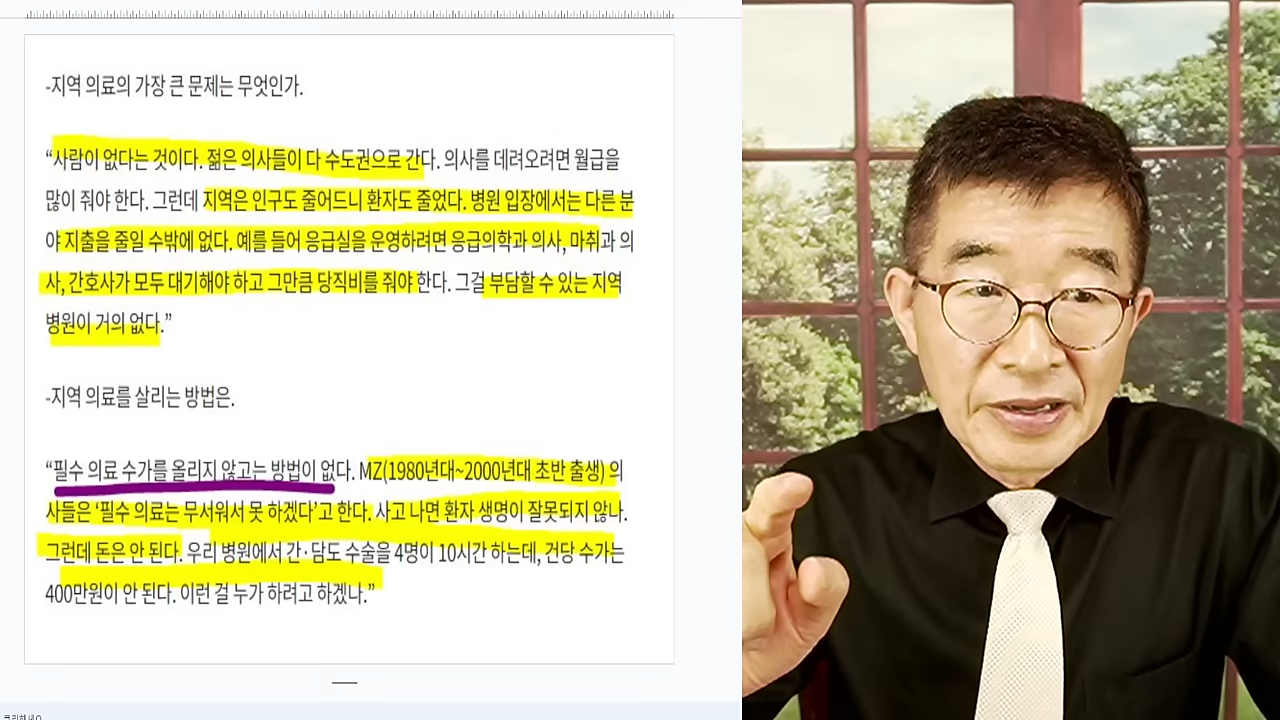 -지역 의료의 가장 큰 문제는 무엇인가.
“사람이 없다는 것이다. 젊은 의사들이 다 수도권으로 간다. 의사를 데려오려면 월급을
많이 줘야 한다. 그런데 지역은 인구도 줄어드니 환자도 줄었다. 병원 입장에서는 다른 분
야 지출을 줄일 수밖에 없다. 예를 들어 응급실을 운영하려면 응급의학과 의사, 마취과 의
사, 간호사가 모두 대기해야 하고 그만큼 당직비를 줘야 한다. 그걸 부담할 수 있는 지역
병원이 거의 없다.”
-지역 의료를 살리는 방법은.
“필수 의료 수가를 올리지 않고는 방법이 없다. MZ(1980년대~2000년대 초반 출생) 의
사들은 ‘필수 의료는 무서워서 못 하겠다’고 한다. 사고 나면 환자 생명이 잘못되지 않나.
그런데 돈은 안 된다. 우리 병원에서 간·담도 수술을 4명이 10시간 하는데, 건당 수가는
400만원이 안 된다. 이런 걸 누가 하려고 하겠나.”